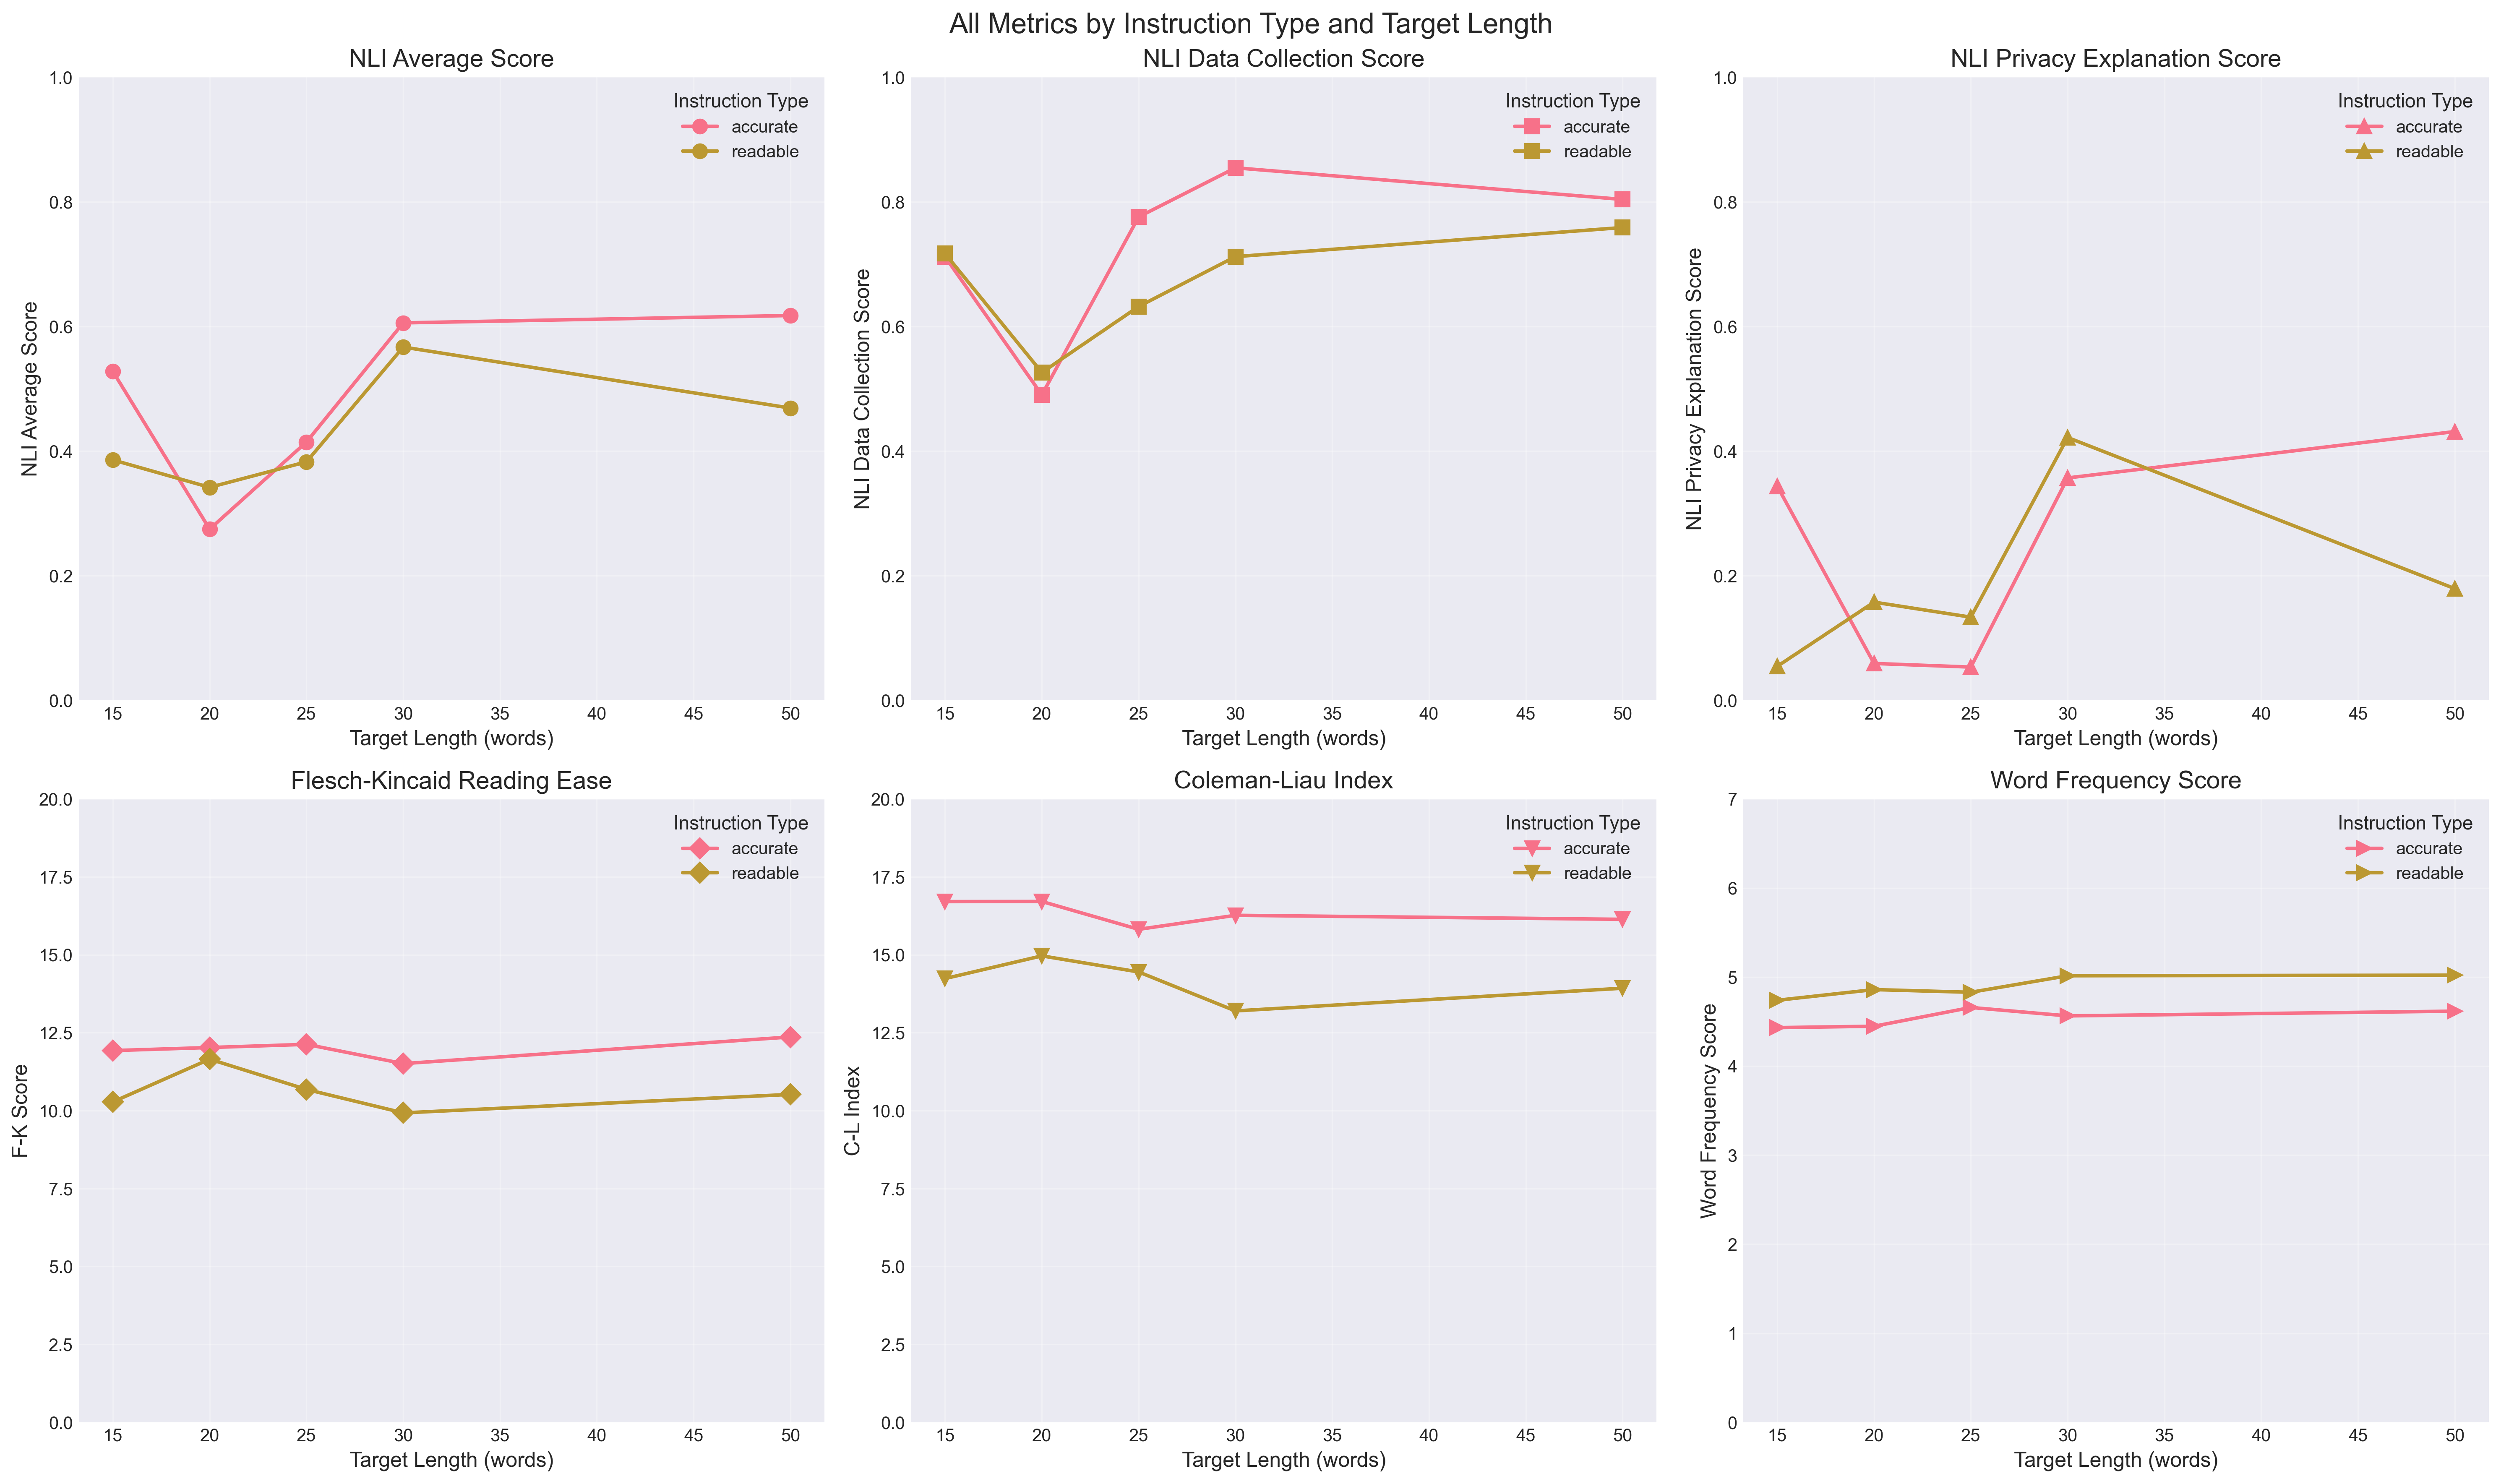 All Metrics by Instruction Type and Target Length
NLI Average Score
1.0
0.8
0.6
0.4
0.2
0.0
NLI Average Score
Instruction Type
accurate
readable
15 20 25 30 35 40 45 50
Target Length (words)
NLI Data Collection Score
1.0
0.8
0.6
0.4
0.2
0.0
NLI Data Collection Score
Instruction Type
accurate
readable
15 20 25 30 35 40 45 50
Target Length (words)
NLI Privacy Explanation Score
1.0
0.8
0.6
0.4
0.2
0.0
NLI Privacy Explanation Score
Instruction Type
accurate
readable
15 20 25 30 35 40 45 50
Target Length (words)
Flesch-Kincaid Reading Ease
20.0
17.5
15.0
12.5
10.0
7.5
5.0
2.5
0.0
F-K Score
Instruction Type
accurate
readable
15 20 25 30 35 40 45 50
Target Length (words)
Coleman-Liau Index
20.0
17.5
15.0
12.5
10.0
7.5
5.0
2.5
0.0
C-L Index
Instruction Type
accurate
readable
15 20 25 30 35 40 45 50
Target Length (words)
Word Frequency Score
7
6
5
4
3
2
1
0
Word Frequency Score
Instruction Type
accurate
readable
15 20 25 30 35 40 45 50
Target Length (words)